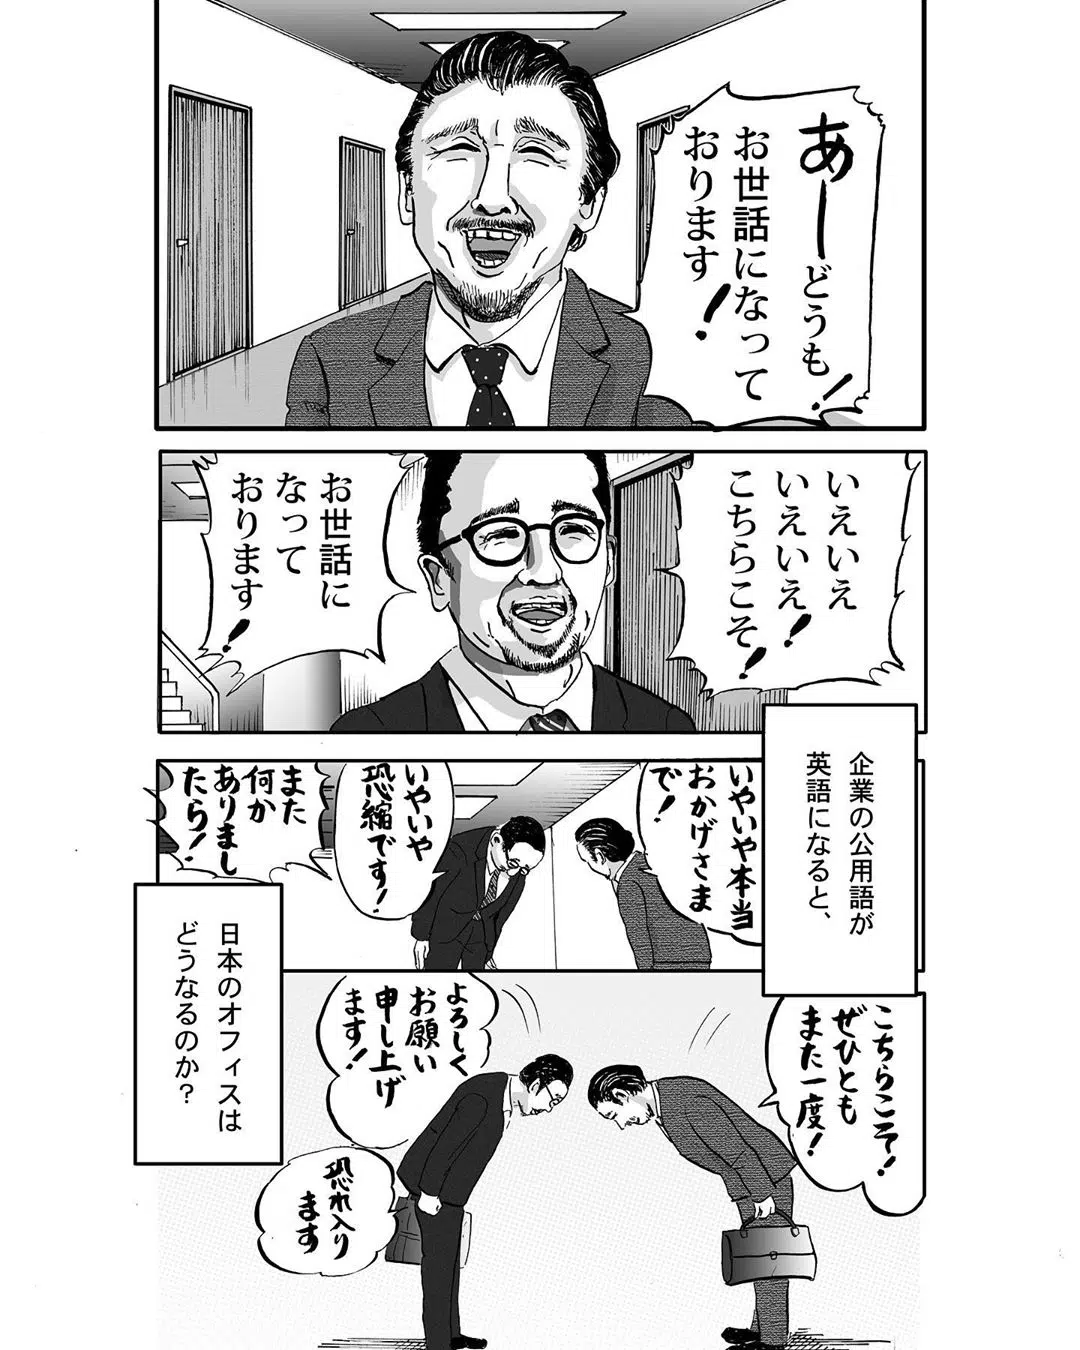 あーどうも!
お世話になって
おります!
いえいえ
いえいえ!
こちらこそ!
お世話に
なって
おります!
企業の公用語が
英語になると、
いやいや本当
おかげさま
で!
いやいや
恐縮です!
また
何か
ありまし
たら!
日本のオフィスは
どうなるのか?
こちらこそ!
ぜひとも
また一度!
よろしく
お願い
申し上げ
ます!
恐れ入り
ます